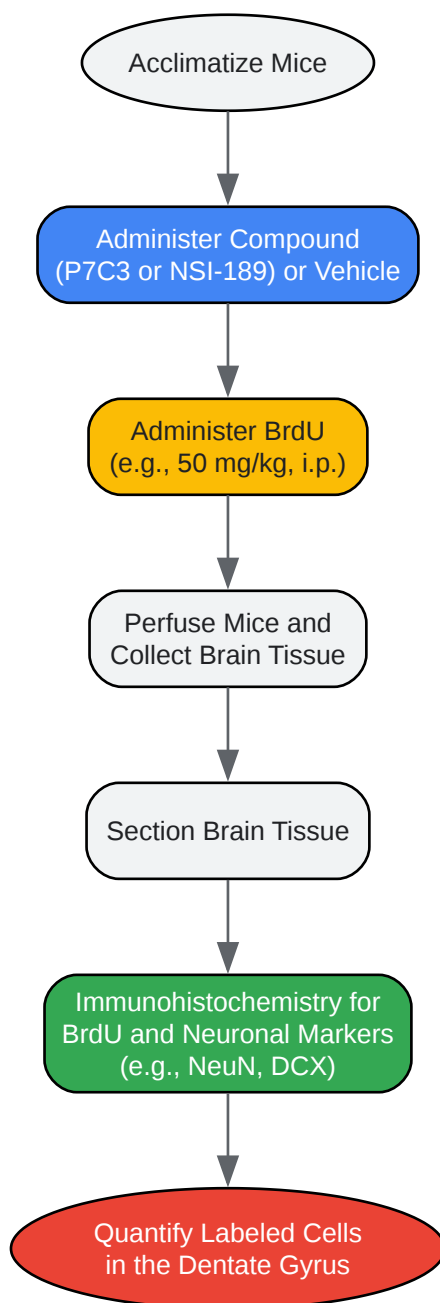 Acclimatize Mice
Administer Compound
(P7C3 or NSI-189) or Vehicle
Administer BrdU
(e.g., 50 mg/kg, i.p.)
Perfuse Mice and
Collect Brain Tissue
Section Brain Tissue
Immunohistochemistry for
BrdU and Neuronal Markers
(e.g., NeuN, DCX)
Quantify Labeled Cells
in the Dentate Gyrus